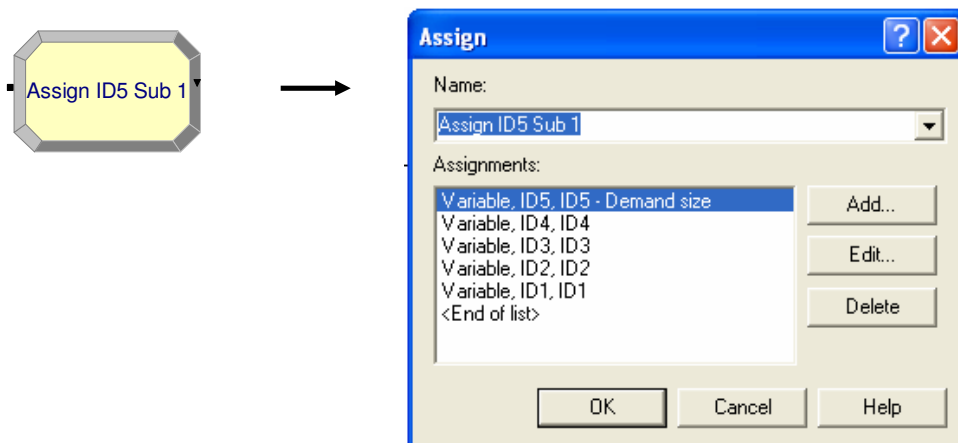 Assign ID5 Sub 1
Assign
Name:
Assign ID5 Sub 1
Assignments:
Variable, ID5, ID5 - Demand size
Variable, ID4, ID4
Variable, ID3, ID3
Variable, ID2, ID2
Variable, ID1, ID1
<End of list>
Add...
Edit...
Delete
OK
Cancel
Help